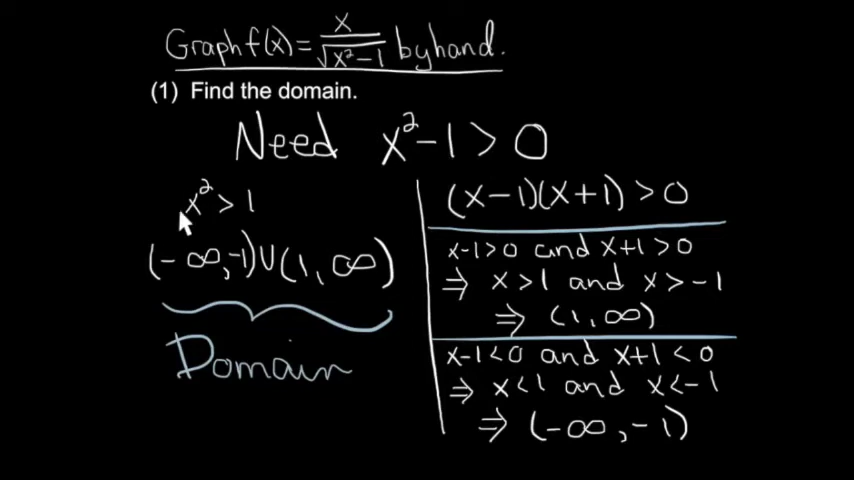 Graph f(x) = x/√(x²-1) by hand.
(1) Find the domain.
Need x²-1 > 0
x² > 1
(-∞,-1)∪(1,∞)
Domain
(x-1)(x+1) > 0
x-1>0 and x+1>0
⇒ x>1 and x>-1
⇒ (1,∞)
x-1<0 and x+1<0
⇒ x<1 and x<-1
⇒ (-∞,-1)